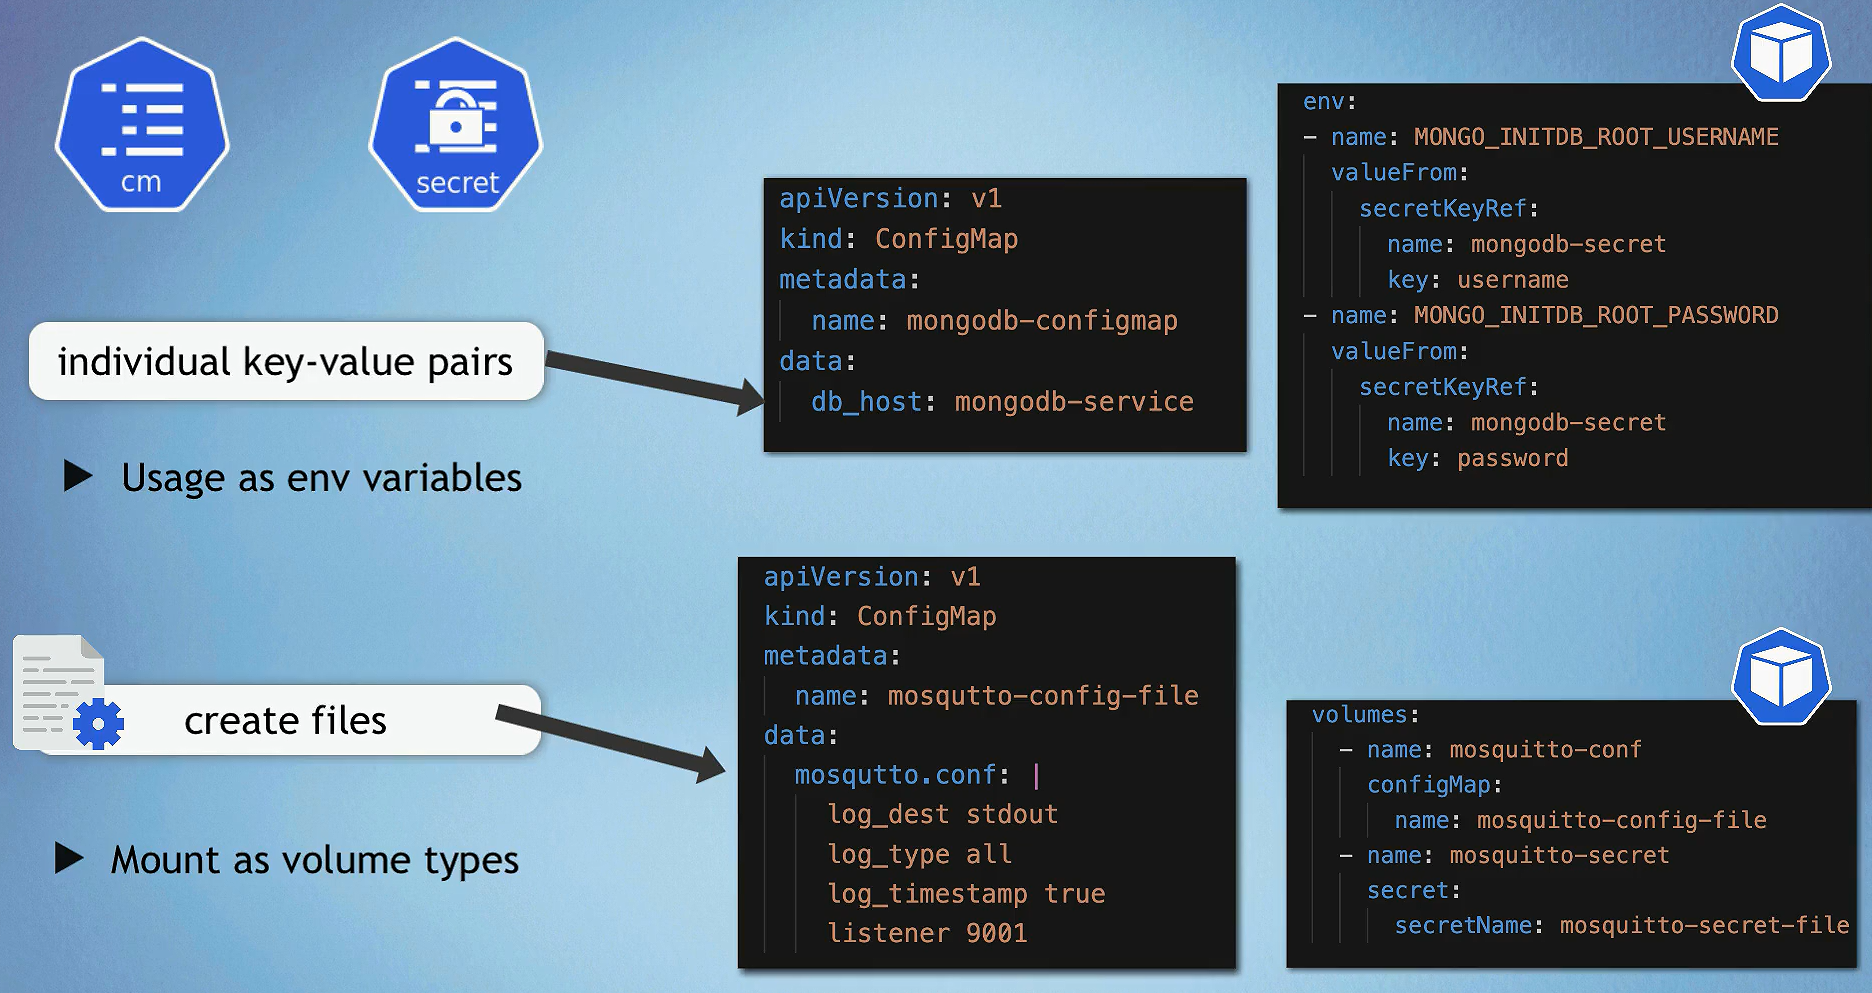 cm
secret
individual key-value pairs
▶ Usage as env variables
apiVersion: v1
kind: ConfigMap
metadata:
  name: mongodb-configmap
data:
  db_host: mongodb-service
env:
- name: MONGO_INITDB_ROOT_USERNAME
  valueFrom:
    secretKeyRef:
      name: mongodb-secret
      key: username
- name: MONGO_INITDB_ROOT_PASSWORD
  valueFrom:
    secretKeyRef:
      name: mongodb-secret
      key: password
create files
▶ Mount as volume types
apiVersion: v1
kind: ConfigMap
metadata:
  name: mosqutto-config-file
data:
  mosqutto.conf: |
    log_dest stdout
    log_type all
    log_timestamp true
    listener 9001
volumes:
  - name: mosquitto-conf
    configMap:
      name: mosquitto-config-file
  - name: mosquitto-secret
    secret:
      secretName: mosquitto-secret-file